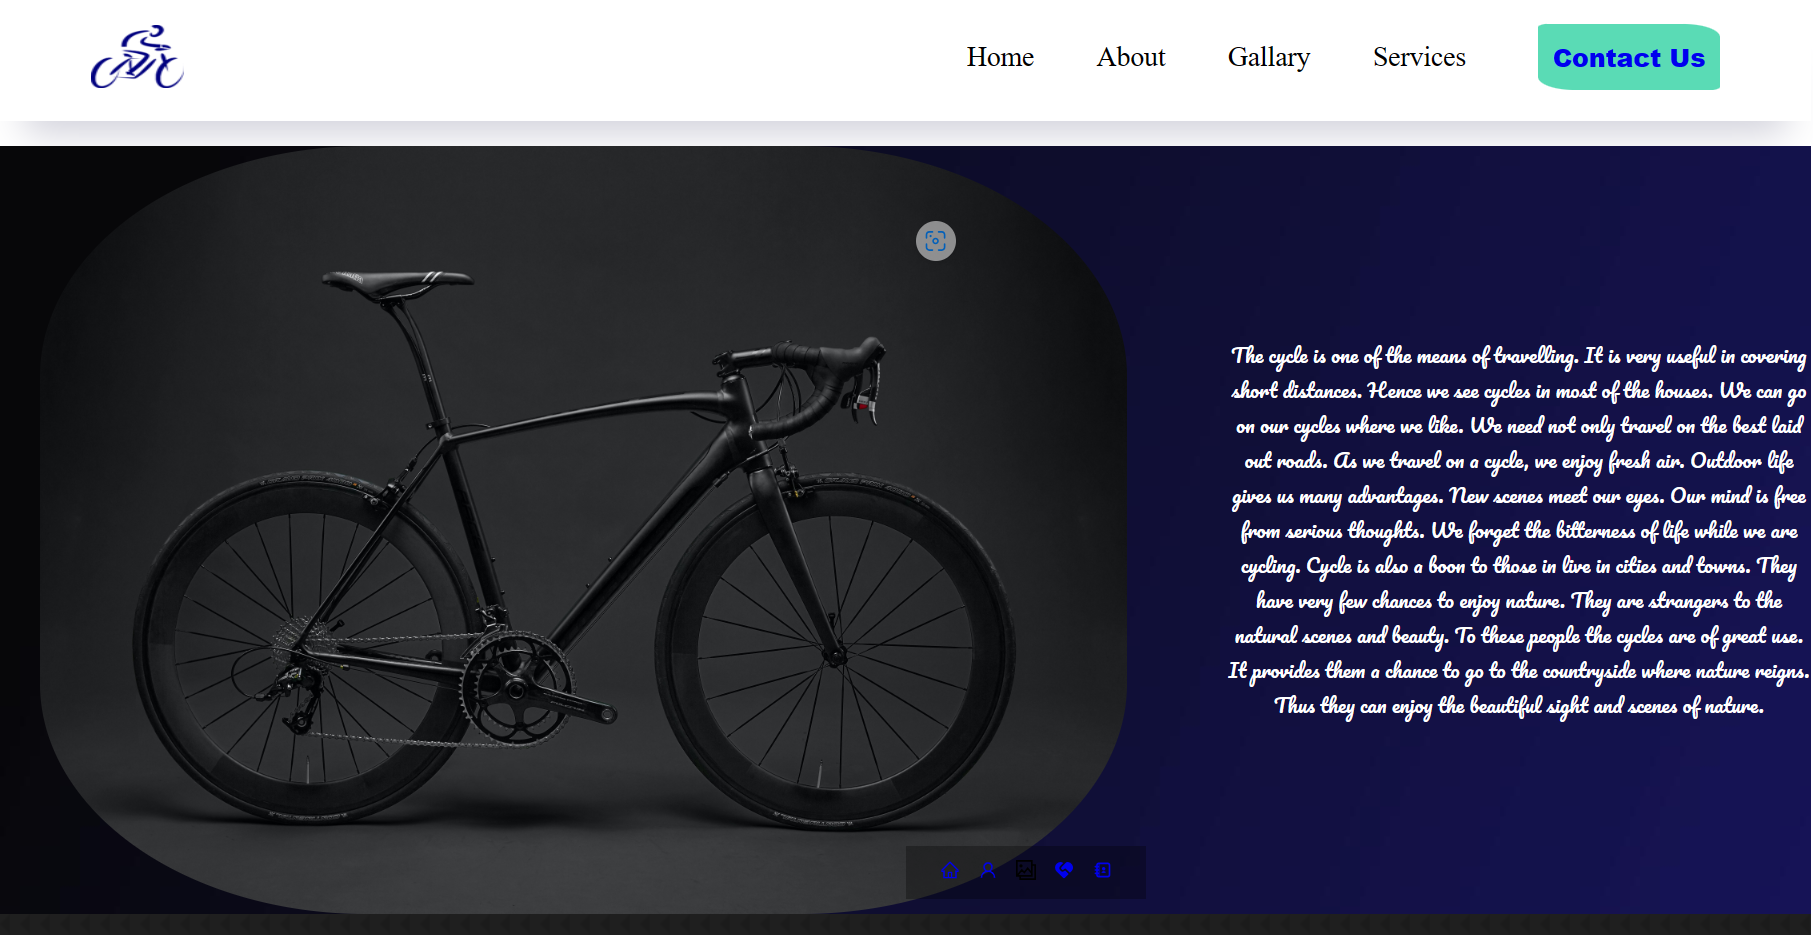 Home
About
Gallary
Services
Contact Us
The cycle is one of the means of travelling. It is very useful in covering
short distances. Hence we see cycles in most of the houses. We can go
on our cycles where we like. We need not only travel on the best laid
out roads. As we travel on a cycle, we enjoy fresh air. Outdoor life
gives us many advantages. New scenes meet our eyes. Our mind is free
from serious thoughts. We forget the bitterness of life while we are
cycling. Cycle is also a boon to those in live in cities and towns. They
have very few chances to enjoy nature. They are strangers to the
natural scenes and beauty. To these people the cycles are of great use.
It provides them a chance to go to the countryside where nature reigns.
Thus they can enjoy the beautiful sight and scenes of nature.